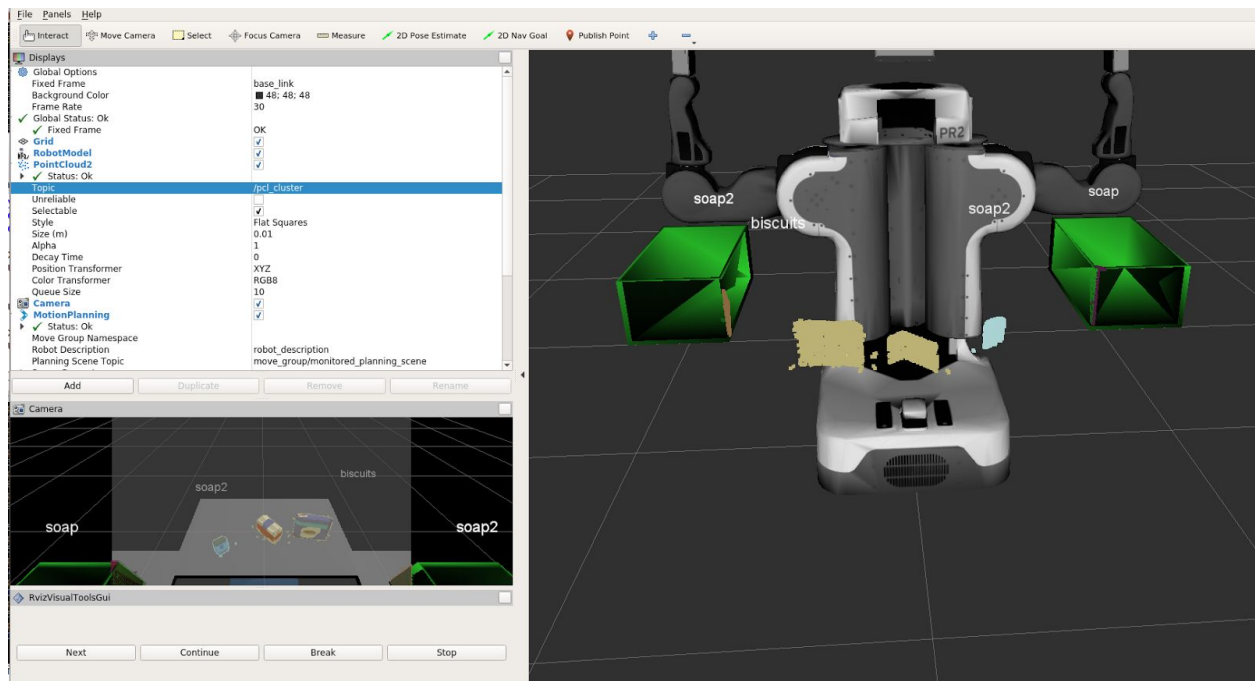 File Panels Help
Interact Move Camera Select Focus Camera Measure 2D Pose Estimate 2D Nav Goal Publish Point
Displays
Global Options
Fixed Frame base_link
Background Color 48; 48; 48
Frame Rate 30
Global Status: Ok
Fixed Frame OK
Grid
RobotModel
PointCloud2
Status: Ok
Topic /pcl_cluster
Unreliable
Selectable
Style Flat Squares
Size (m) 0.01
Alpha 1
Decay Time 0
Position Transformer XYZ
Color Transformer RGB8
Queue Size 10
Camera
MotionPlanning
Status: Ok
Move Group Namespace
Robot Description robot_description
Planning Scene Topic move_group/monitored_planning_scene
Add Duplicate Remove Rename
Camera
biscuits
soap2
soap soap2
RvizVisualToolsGui
Next Continue Break Stop
PR2
soap2 soap
biscuits soap2